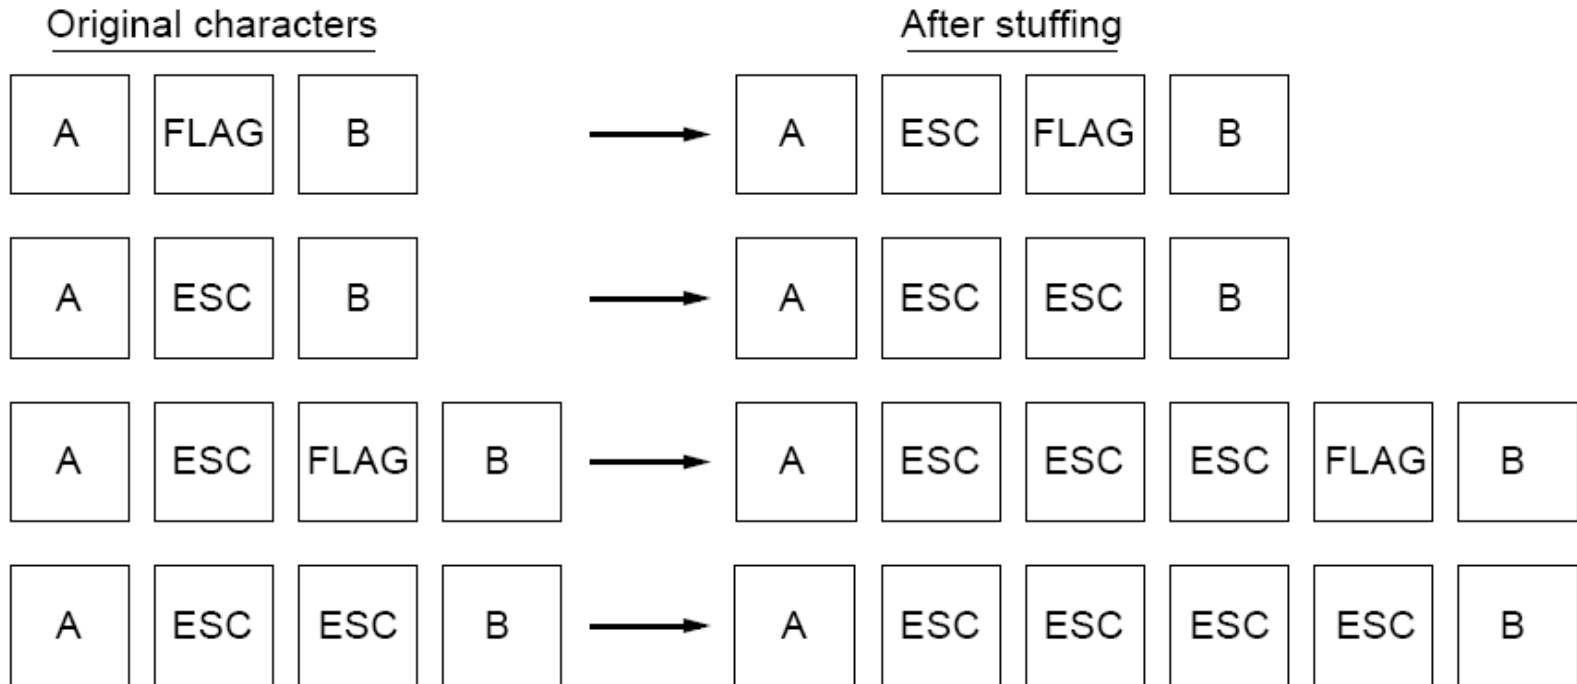 Original characters After stuffing
A FLAG B A ESC FLAG B
A ESC B A ESC ESC B
A ESC FLAG B A ESC ESC ESC FLAG B
A ESC ESC B A ESC ESC ESC ESC B